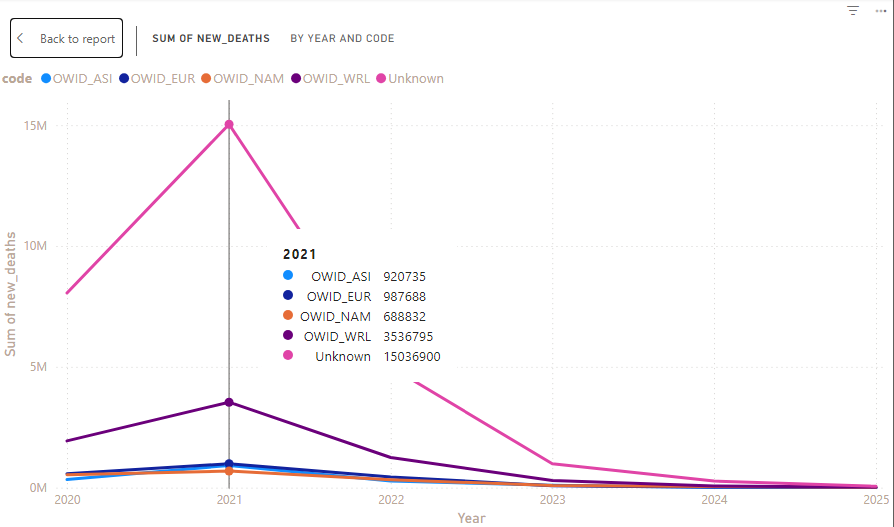 Back to report
SUM OF NEW_DEATHS BY YEAR AND CODE
code OWID_ASI OWID_EUR OWID_NAM OWID_WRL Unknown
Sum of new_deaths
15M
10M
5M
0M
2021
OWID_ASI 920735
OWID_EUR 987688
OWID_NAM 688832
OWID_WRL 3536795
Unknown 15036900
2020 2021 2022 2023 2024 2025
Year